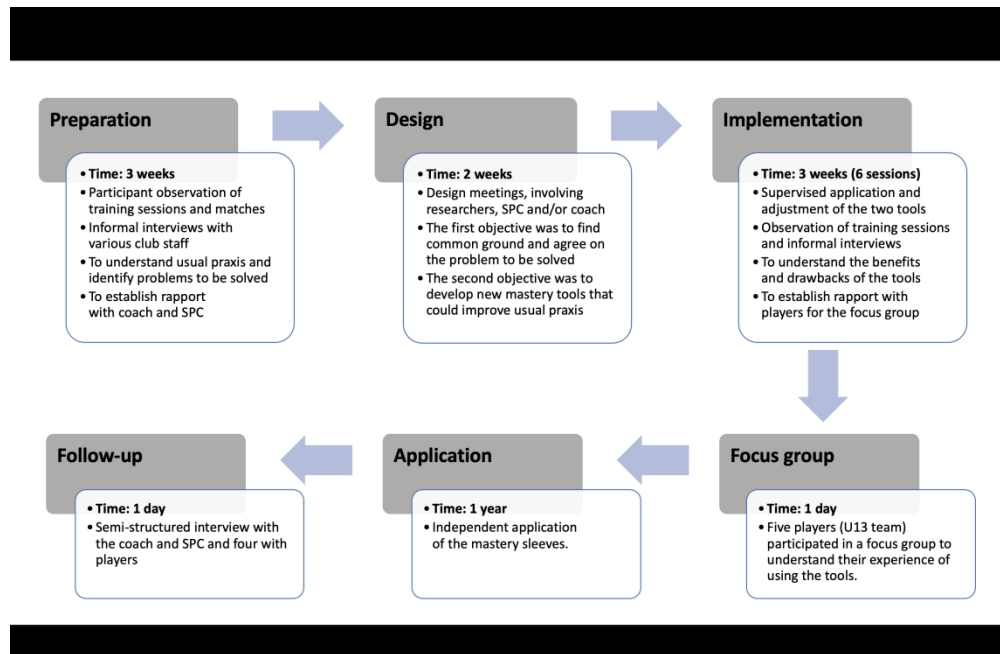 Preparation
• Time: 3 weeks
• Participant observation of
training sessions and matches
• Informal interviews with
various club staff
• To understand usual praxis and
identify problems to be solved
• To establish rapport
with coach and SPC
Design
• Time: 2 weeks
• Design meetings, involving
researchers, SPC and/or coach
• The first objective was to find
common ground and agree on
the problem to be solved
• The second objective was to
develop new mastery tools that
could improve usual praxis
Implementation
• Time: 3 weeks (6 sessions)
• Supervised application and
adjustment of the two tools
• Observation of training sessions
and informal interviews
• To understand the benefits
and drawbacks of the tools
• To establish rapport with
players for the focus group
Focus group
• Time: 1 day
• Five players (U13 team)
participated in a focus group to
understand their experience of
using the tools.
Application
• Time: 1 year
• Independent application
of the mastery sleeves.
Follow-up
• Time: 1 day
• Semi-structured interview with
the coach and SPC and four with
players